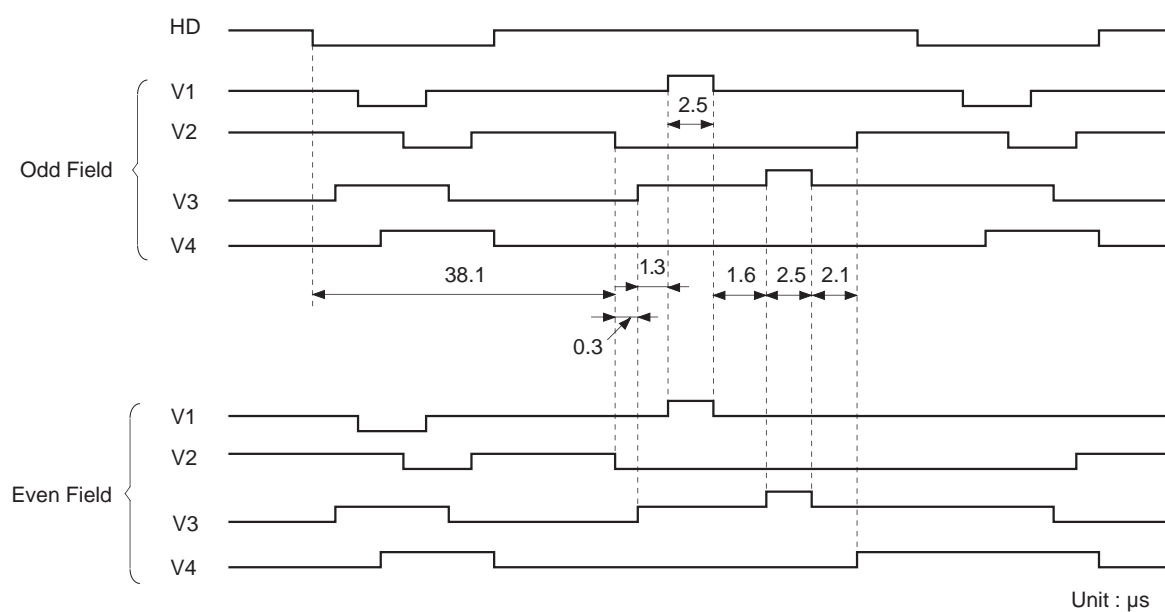 HD
V1
2.5
V2
Odd Field
V3
V4
38.1
1.3
1.6
2.5
2.1
0.3
V1
V2
Even Field
V3
V4
Unit : μs